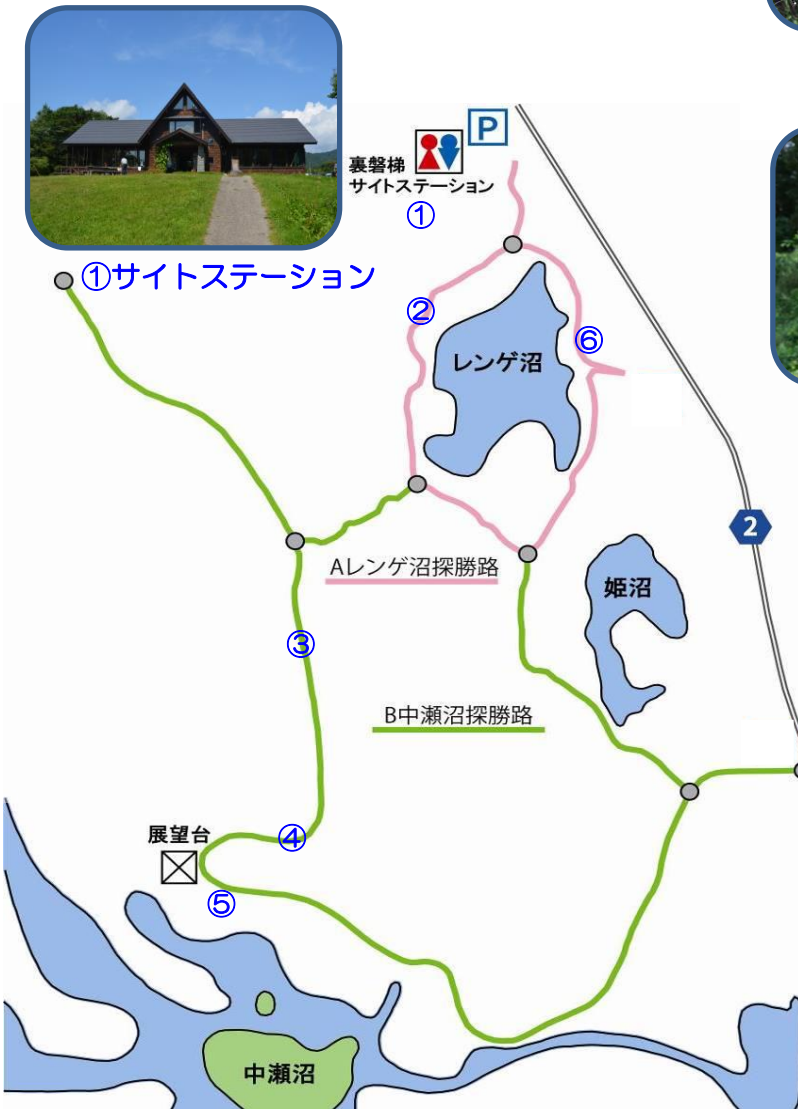 P
裏磐梯
サイトステーション
①
①サイトステーション
②
⑥
レンゲ沼
2
Aレンゲ沼探勝路
姫沼
③
B中瀬沼探勝路
展望台
④
⑤
中瀬沼